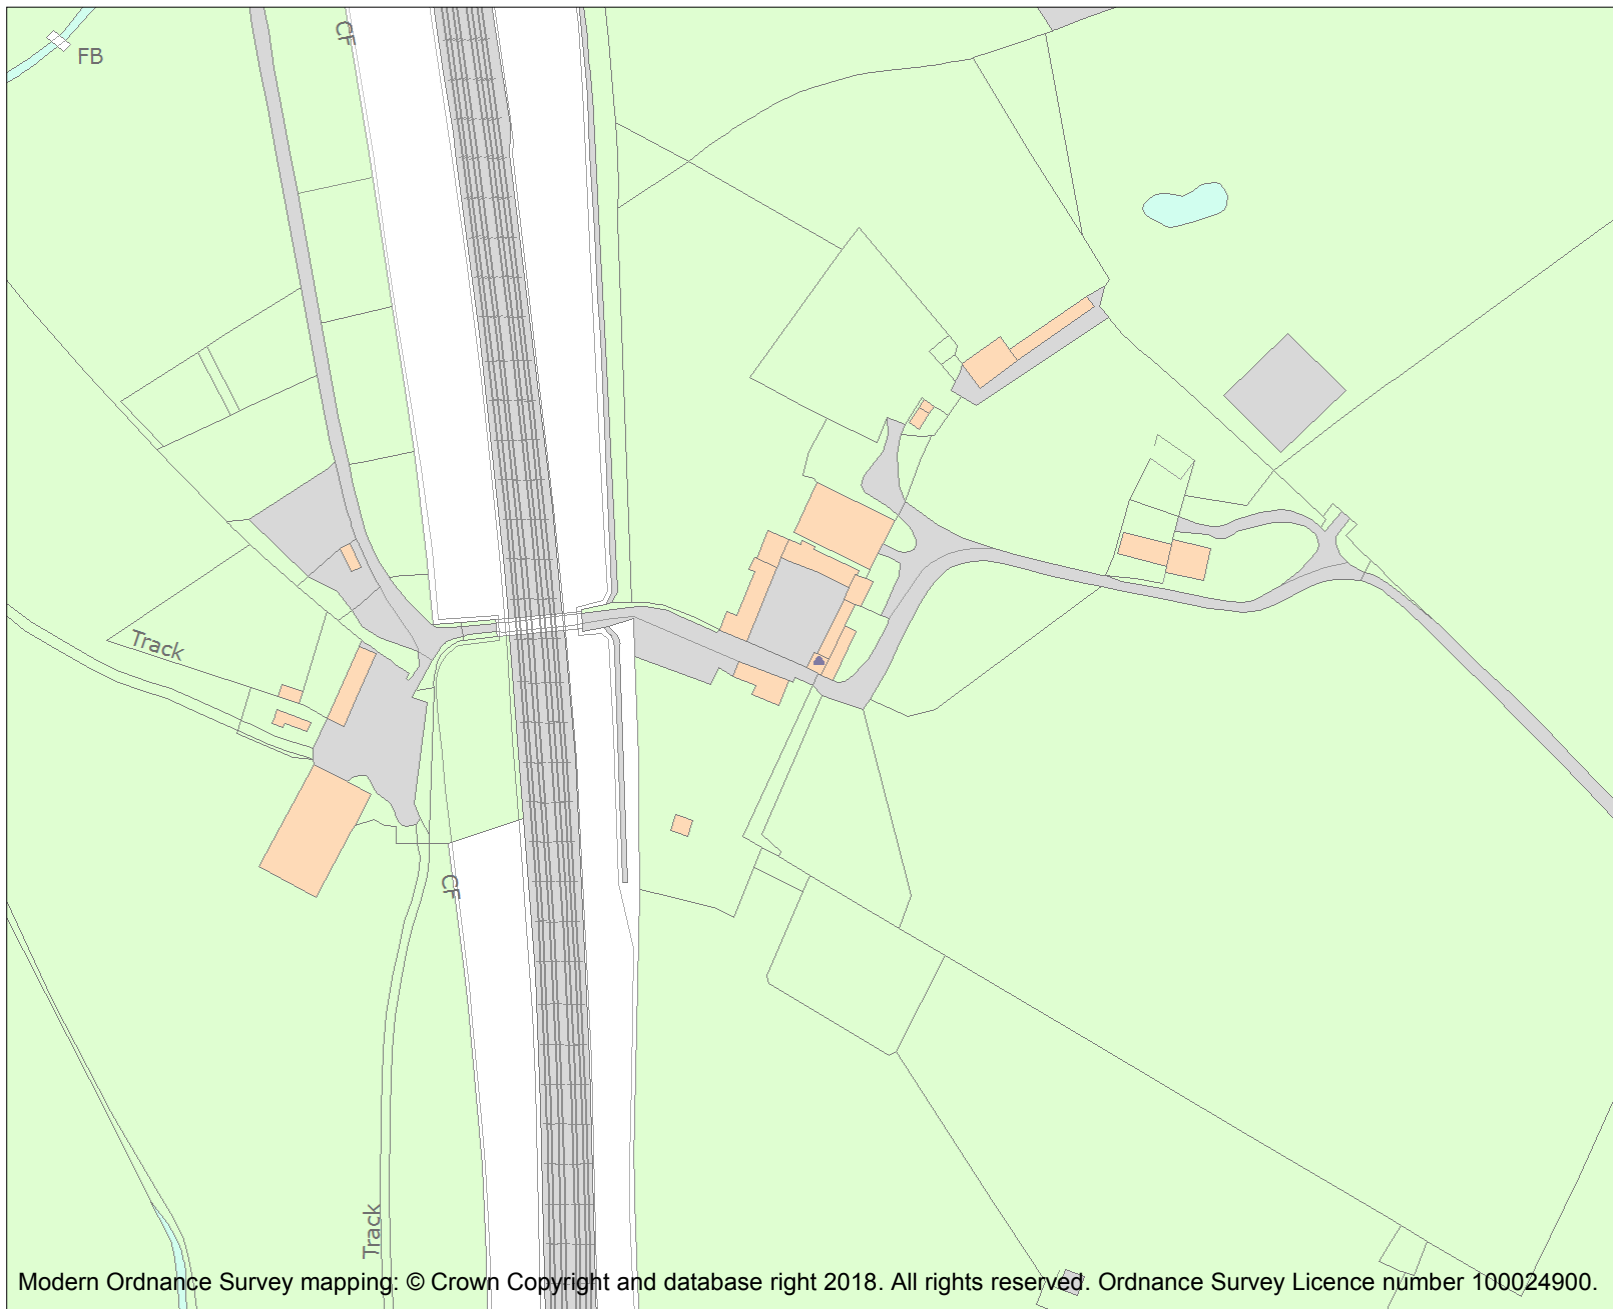 CF
FB
Track
CF
Track
Modern Ordnance Survey mapping: © Crown Copyright and database right 2018. All rights reserved. Ordnance Survey Licence number 100024900.